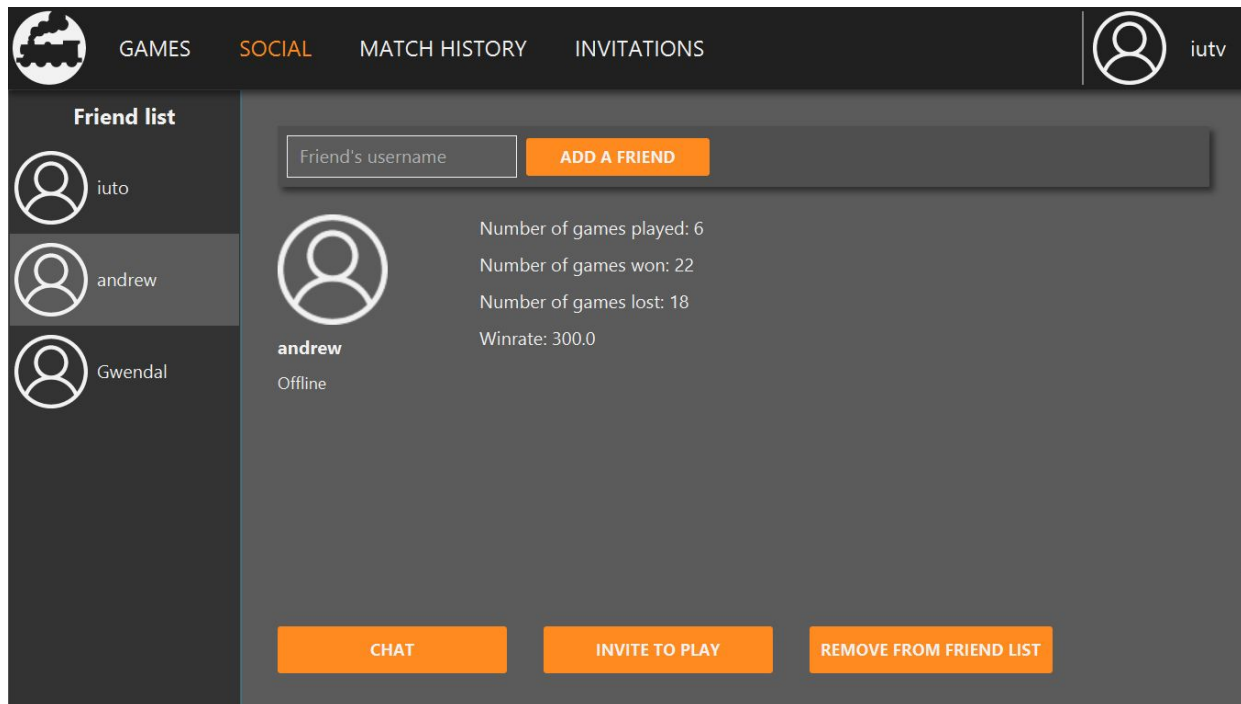 GAMES SOCIAL MATCH HISTORY INVITATIONS iutv
Friend list
iuto
andrew
Gwendal
Friend's username ADD A FRIEND
Number of games played: 6
Number of games won: 22
Number of games lost: 18
Winrate: 300.0
andrew
Offline
CHAT INVITE TO PLAY REMOVE FROM FRIEND LIST